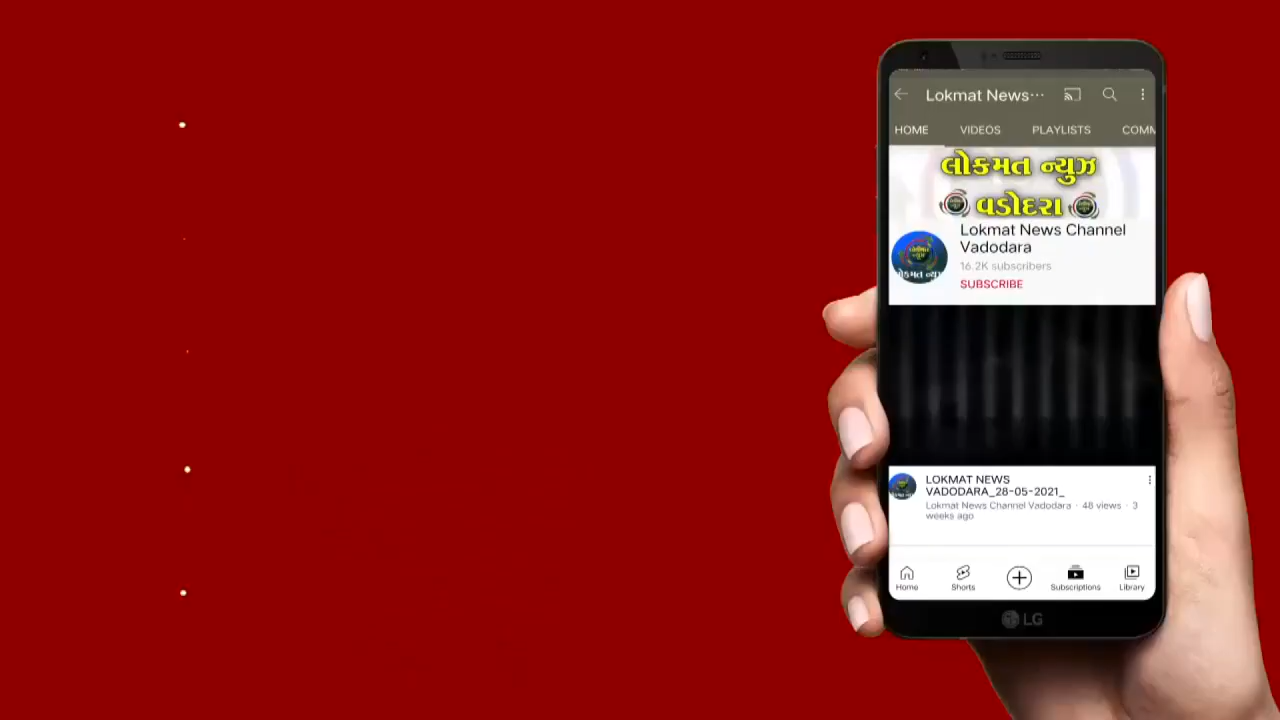 Lokmat News...
HOME VIDEOS PLAYLISTS COMM
લોકમત ન્યુઝ
વડોદરા
Lokmat News Channel
Vadodara
16.2K subscribers
SUBSCRIBE
LOKMAT NEWS
VADODARA_28-05-2021_
Lokmat News Channel Vadodara · 48 views · 3
weeks ago
Home Shorts Subscriptions Library
LG